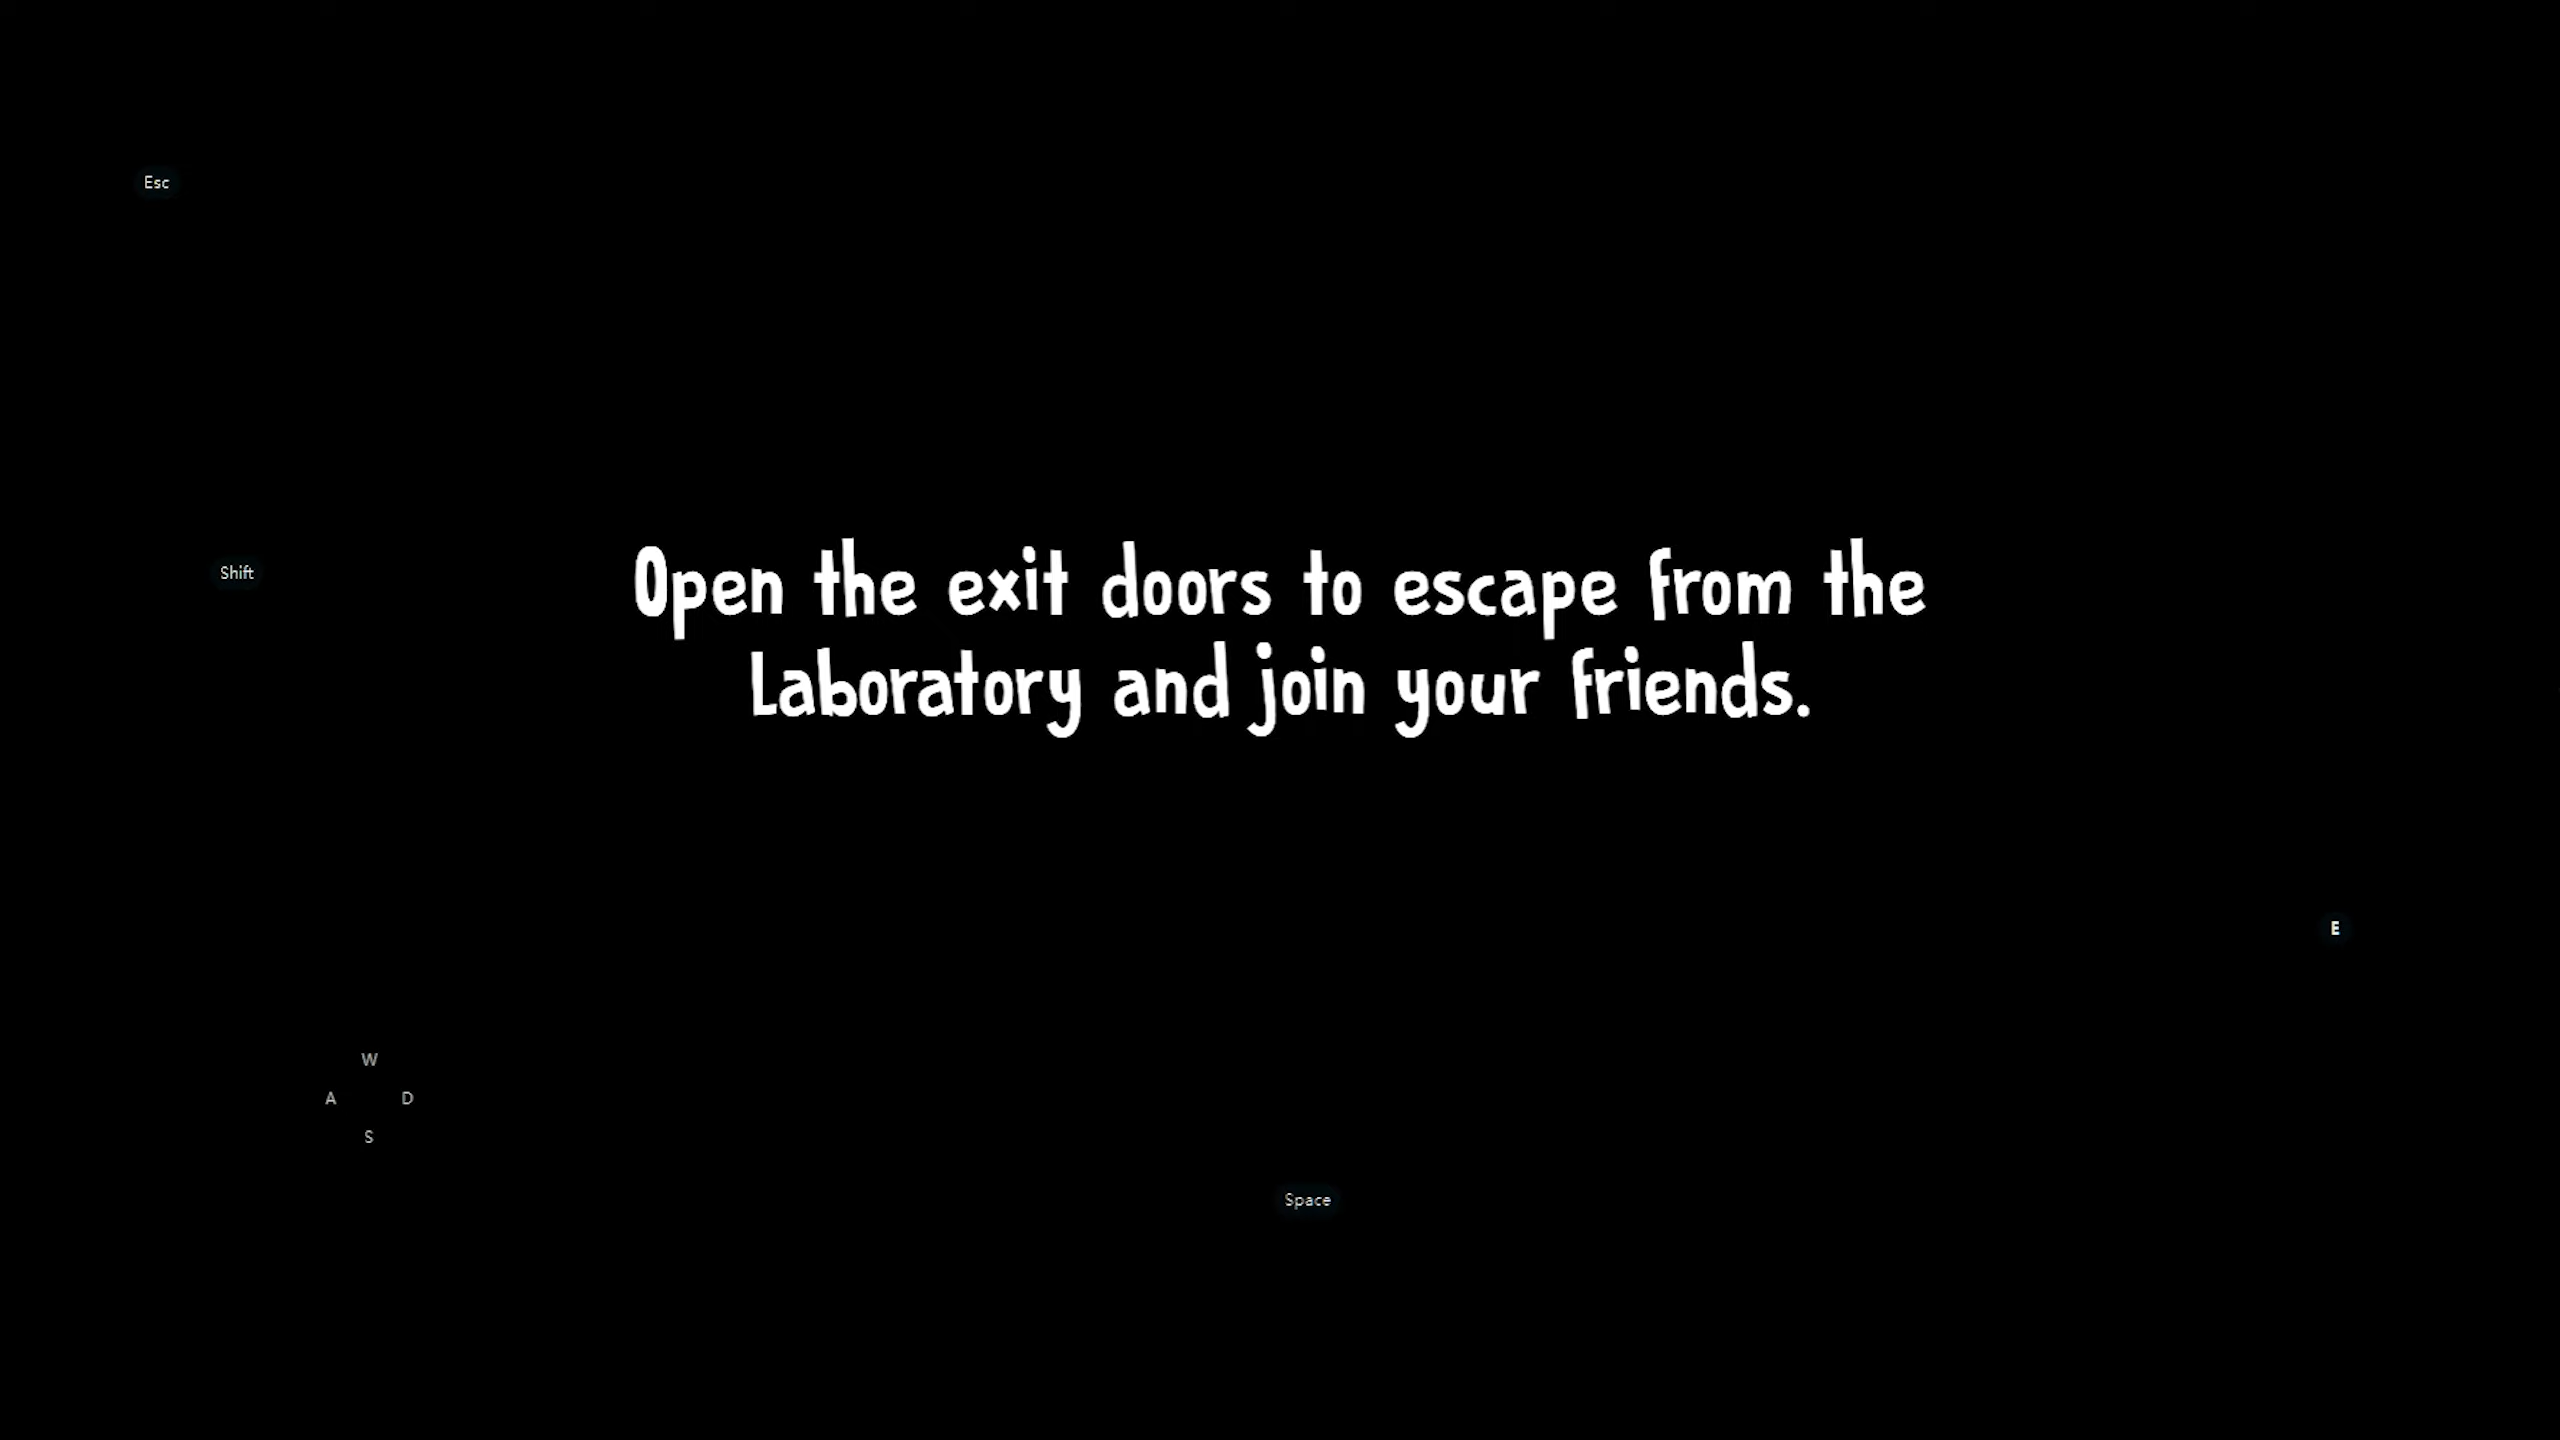 Esc
Open the exit doors to escape from the
Shift
Laboratory and join your friends.
E
W
A D
S
Space